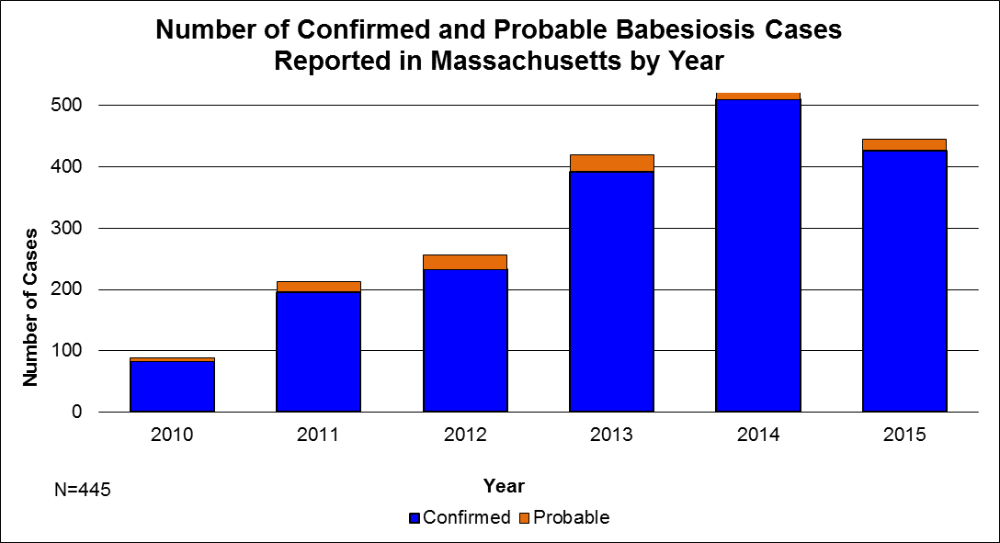 Number of Confirmed and Probable Babesiosis Cases
Reported in Massachusetts by Year
500
400
300
200
100
0
Number of Cases
2010 2011 2012 2013 2014 2015
Year
N=445
Confirmed Probable